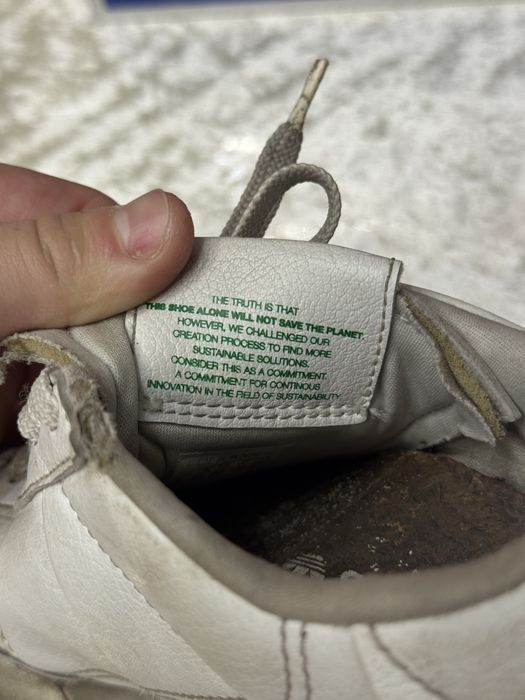 THE TRUTH IS THAT
THIS SHOE ALONE WILL NOT SAVE THE PLANET.
HOWEVER, WE CHALLENGED OUR
CREATION PROCESS TO FIND MORE
SUSTAINABLE SOLUTIONS.
CONSIDER THIS AS A COMMITMENT.
A COMMITMENT FOR CONTINOUS
INNOVATION IN THE FIELD OF SUSTAINABILITY.